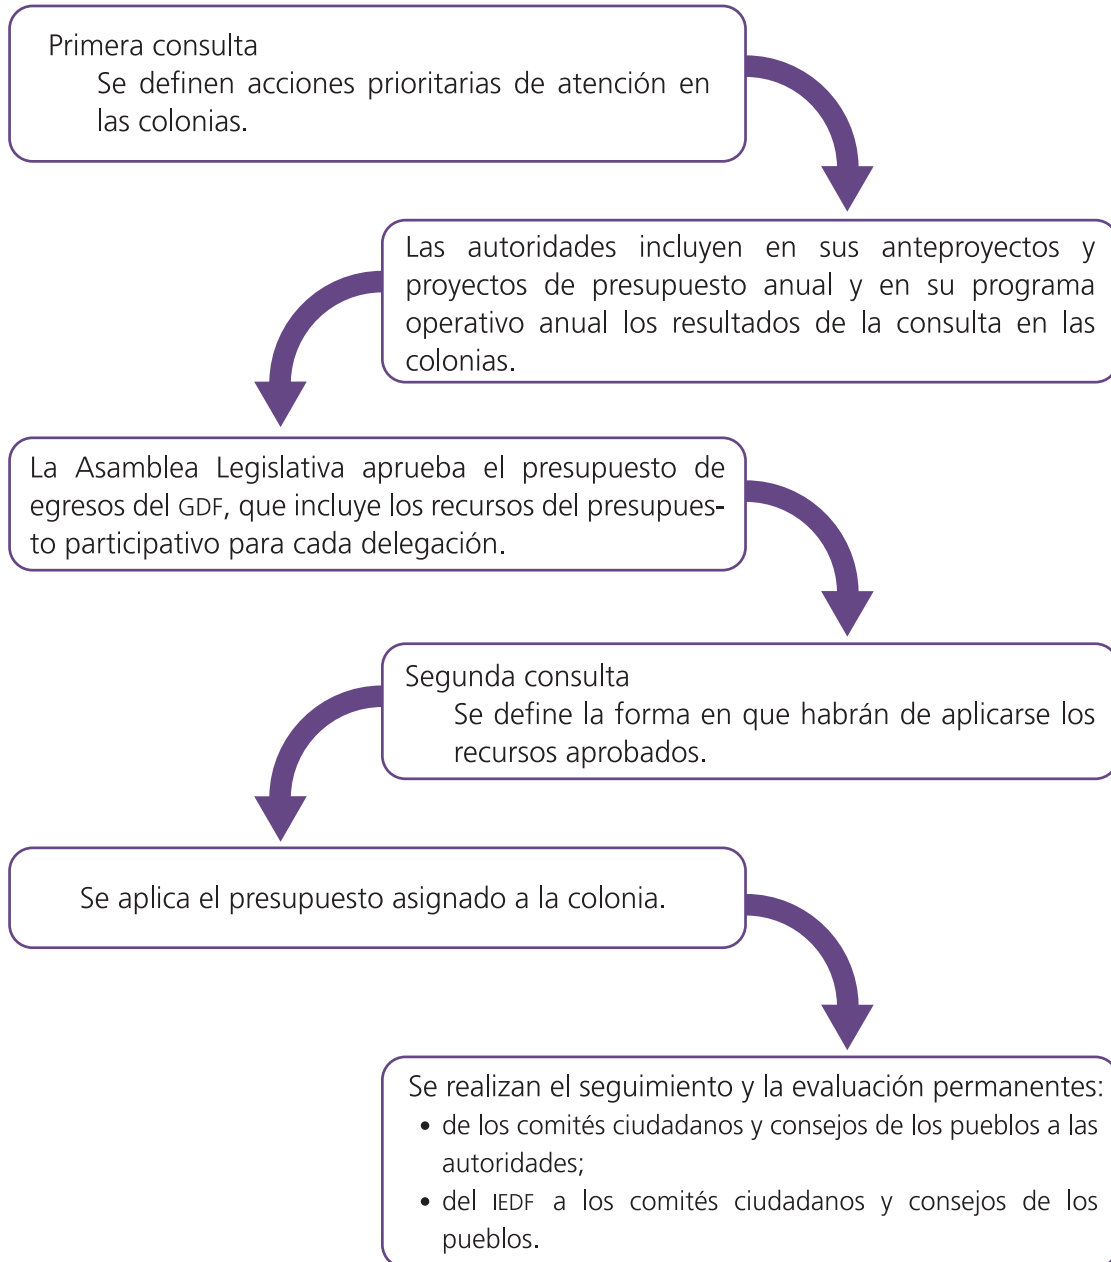 Primera consulta
Se definen acciones prioritarias de atención en
las colonias.
Las autoridades incluyen en sus anteproyectos y
proyectos de presupuesto anual y en su programa
operativo anual los resultados de la consulta en las
colonias.
La Asamblea Legislativa aprueba el presupuesto de
egresos del GDF, que incluye los recursos del presupues-
to participativo para cada delegación.
Segunda consulta
Se define la forma en que habrán de aplicarse los
recursos aprobados.
Se aplica el presupuesto asignado a la colonia.
Se realizan el seguimiento y la evaluación permanentes:
• de los comités ciudadanos y consejos de los pueblos a las
autoridades;
• del IEDF a los comités ciudadanos y consejos de los
pueblos.